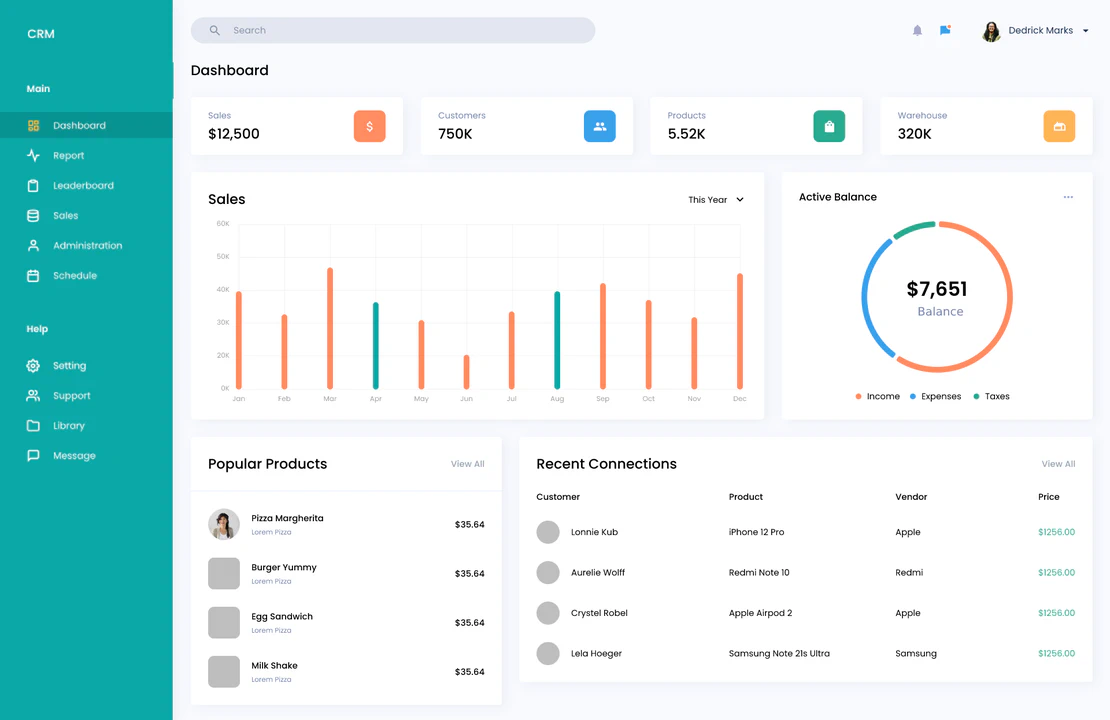 CRM
Search
Dedrick Marks
Main
Dashboard
Report
Leaderboard
Sales
Administration
Schedule
Help
Setting
Support
Library
Message
Dashboard
Sales
$12,500
$
Customers
750K
Products
5.52K
Warehouse
320K
Sales
This Year
60K
50K
40K
30K
20K
0K
Jan Feb Mar Apr May Jun Jul Aug Sep Oct Nov Dec
Active Balance
$7,651
Balance
Income Expenses Taxes
Popular Products View All
Pizza Margherita
Lorem Pizza
$35.64
Burger Yummy
Lorem Pizza
$35.64
Egg Sandwich
Lorem Pizza
$35.64
Milk Shake
Lorem Pizza
$35.64
Recent Connections View All
Customer Product Vendor Price
Lonnie Kub iPhone 12 Pro Apple $1256.00
Aurelie Wolff Redmi Note 10 Redmi $1256.00
Crystel Robel Apple Airpod 2 Apple $1256.00
Lela Hoeger Samsung Note 21s Ultra Samsung $1256.00